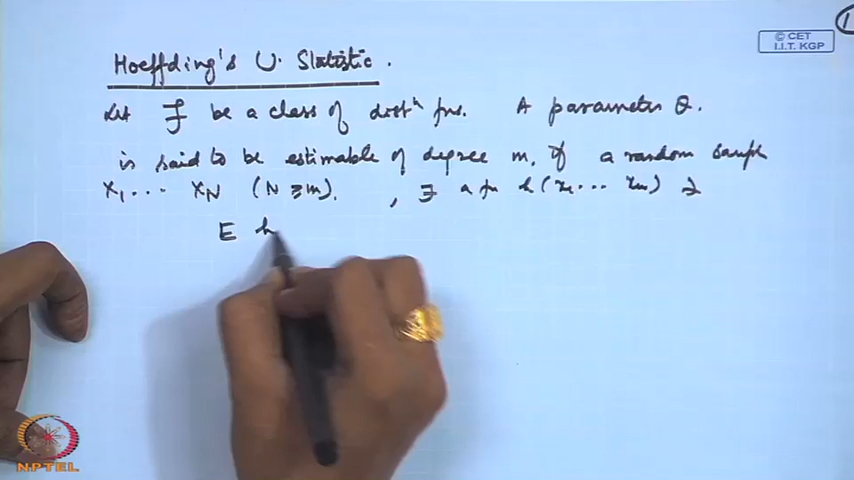 Hoeffding's U. Statistic.
Let F be a class of distⁿ fns. A parameter θ.
is said to be estimable of degree m, if a random sample
X1 ... XN (N ≥ m). , ∃ a fn h(x1 ... xm) ∋
E h
© CET
I.I.T. KGP
1
NPTEL